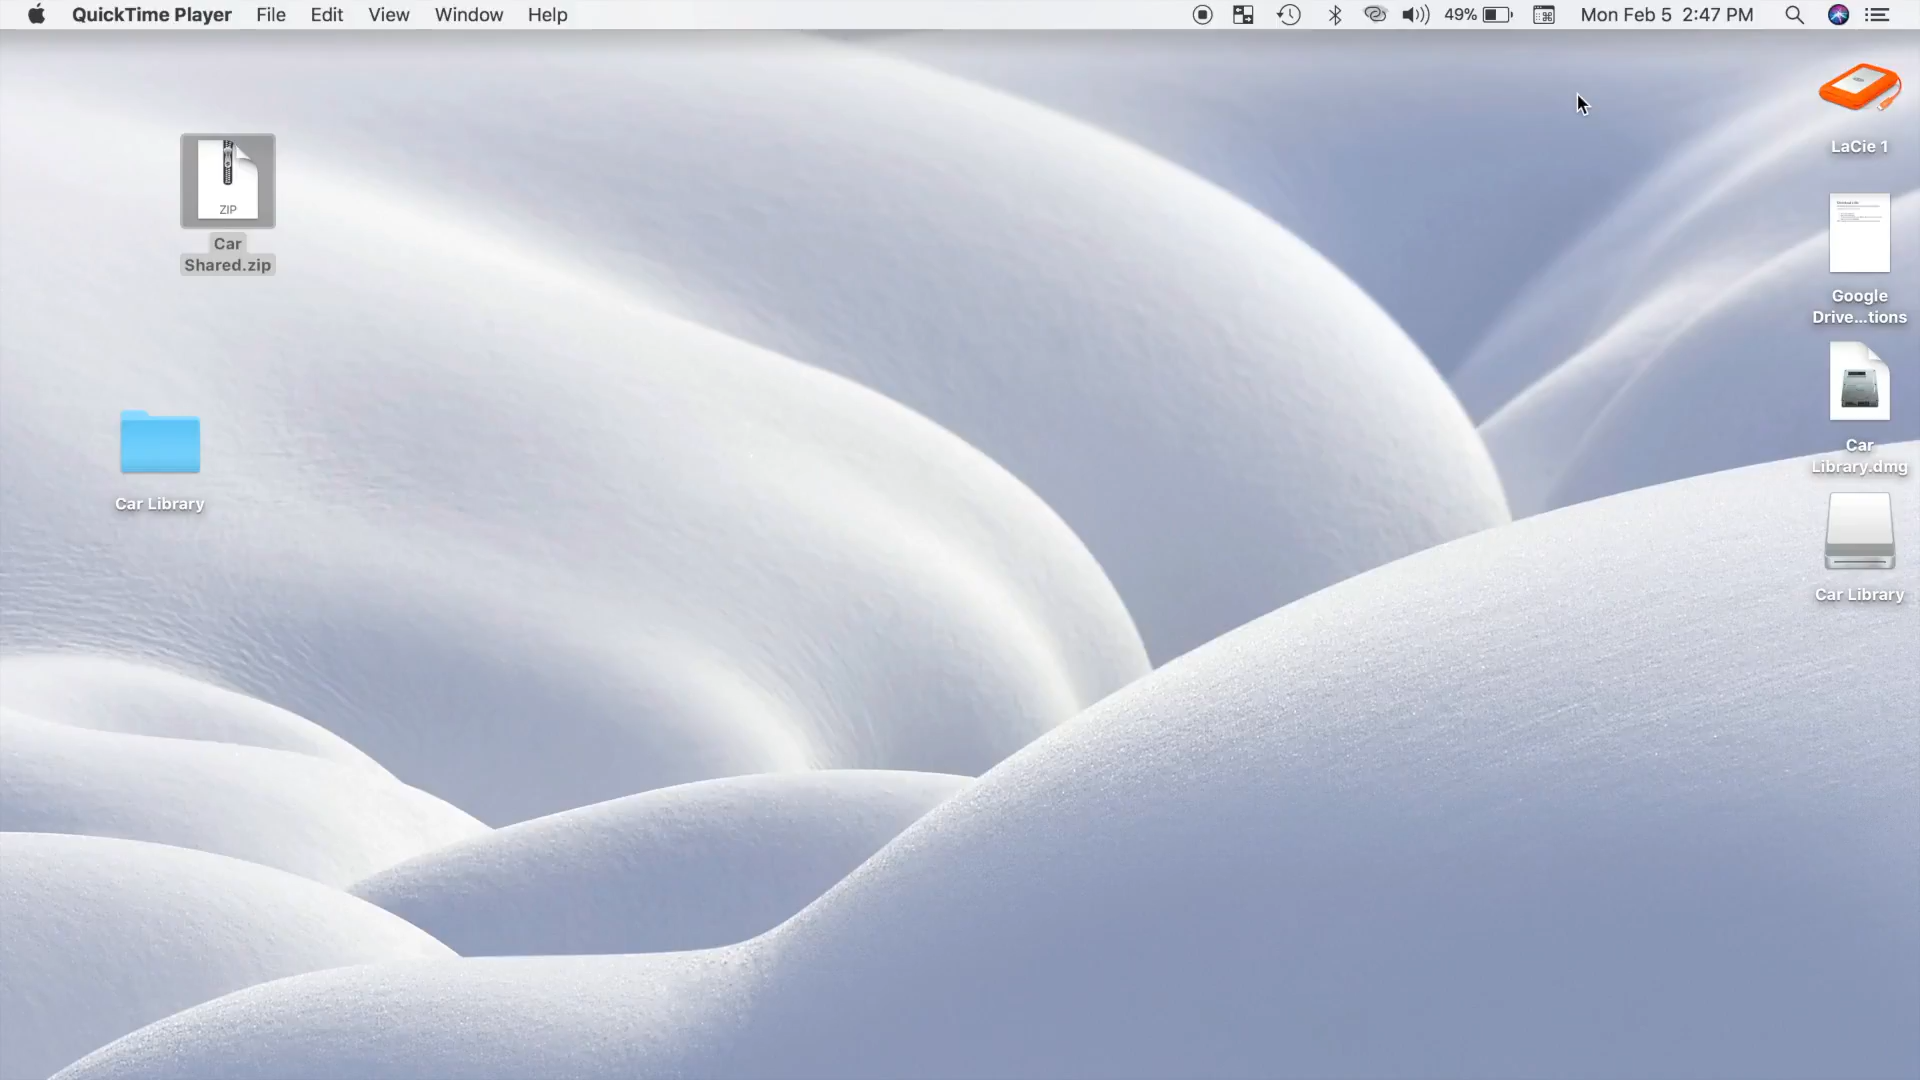 QuickTime Player File Edit View Window Help 49% Mon Feb 5 2:47 PM
ZIP
Car
Shared.zip
Car Library
LaCie 1
Google
Drive...tions
Car
Library.dmg
Car Library